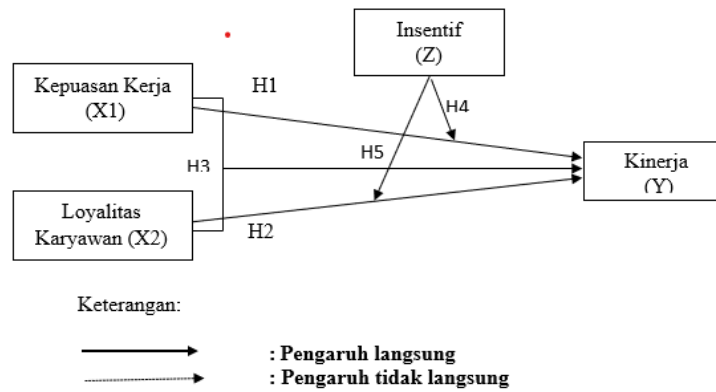 Insentif
(Z)
Kepuasan Kerja
(X1)
H1
H4
H3
H5
Kinerja
(Y)
Loyalitas
Karyawan (X2)
H2
Keterangan:
: Pengaruh langsung
: Pengaruh tidak langsung